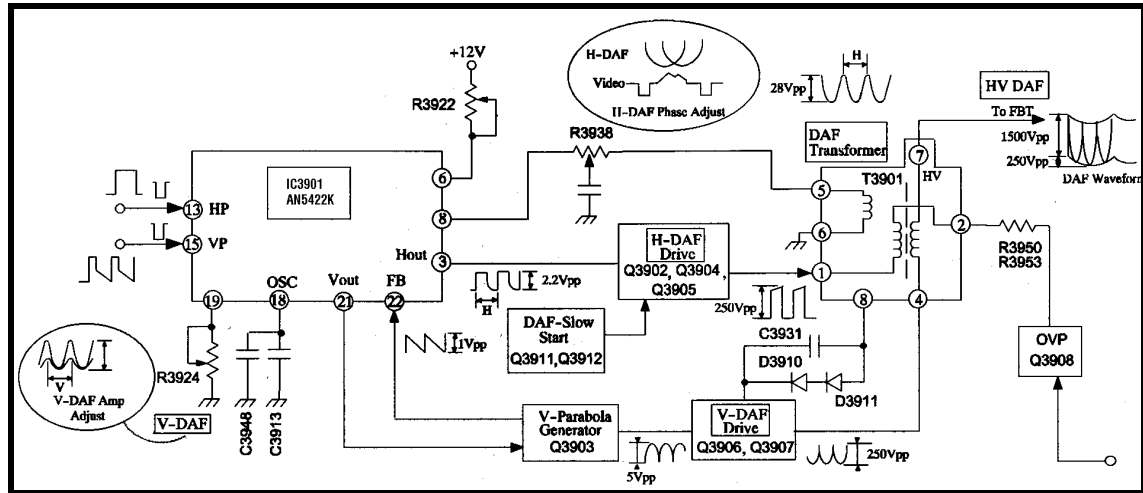 +12V
R3922
H-DAF
Video
H-DAF Phase Adjust
H
28Vpp
HV DAF
To FBT
1500Vpp
250Vpp
DAF Waveform
R3938
DAF
Transformer
T3901
7
HV
IC3901
AN5422K
6
8
5
6
2
13 HP
15 VP
Hout
3
H-DAF
Drive
Q3902, Q3904,
Q3905
1
R3950
R3953
2.2Vpp
H
250Vpp
8
4
OSC
Vout
FB
19
18
21
22
1Vpp
DAF-Slow
Start
Q3911,Q3912
C3931
D3910
D3911
OVP
Q3908
R3924
V
V-DAF Amp
Adjust
V-DAF
C3948
C3913
V-Parabola
Generator
Q3903
5Vpp
V-DAF
Drive
Q3906, Q3907
250Vpp